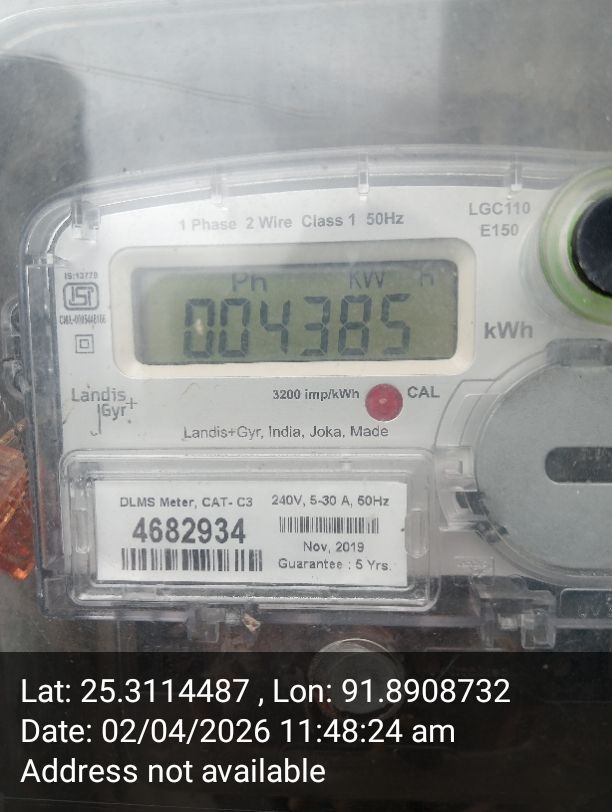 1 Phase 2 Wire Class 1 50Hz
LGC110
E150
IS:13779
Ph KW h
004385
kWh
Landis
Gyr+
3200 imp/kWh
CAL
Landis+Gyr, India, Joka, Made
DLMS Meter, CAT- C3
240V, 5-30 A, 50Hz
4682934
Nov, 2019
Guarantee : 5 Yrs.
Lat: 25.3114487 , Lon: 91.8908732
Date: 02/04/2026 11:48:24 am
Address not available